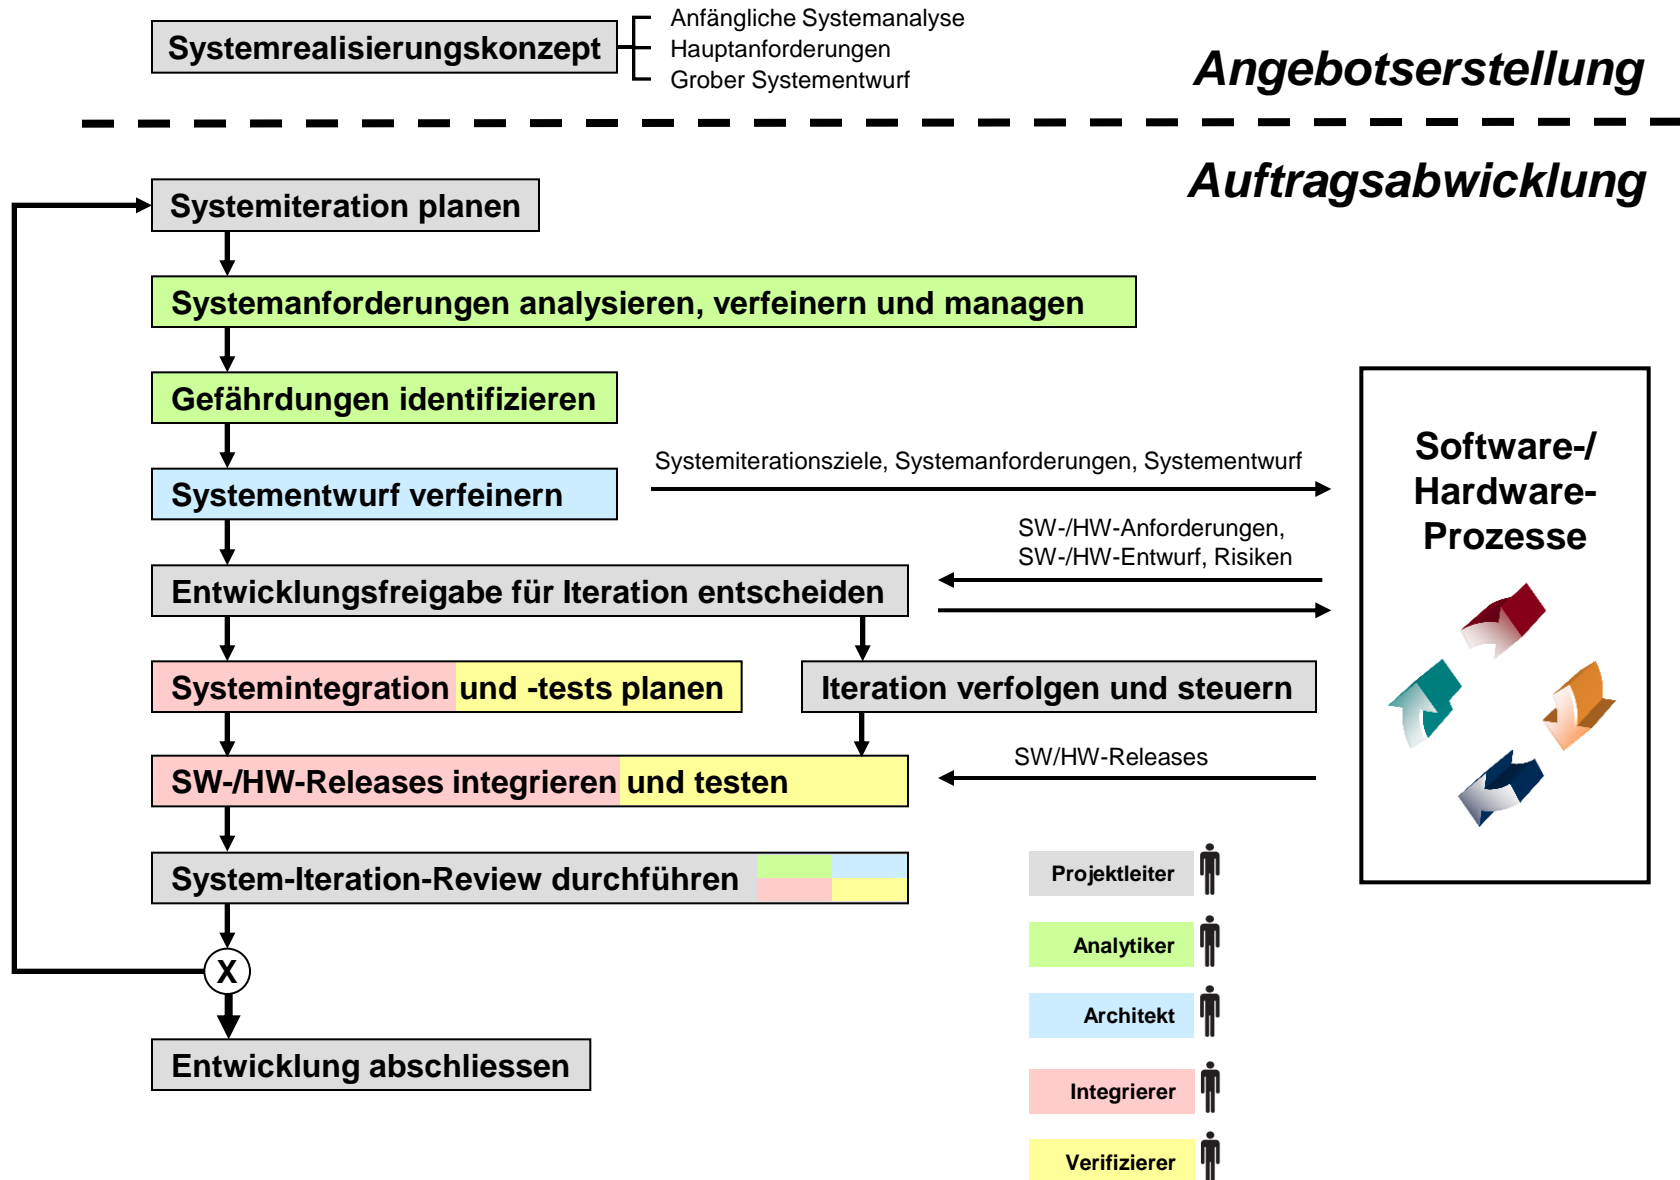 Systemrealisierungskonzept
Anfängliche Systemanalyse
Hauptanforderungen
Grober Systementwurf
Angebotserstellung
Auftragsabwicklung
Systemiteration planen
Systemanforderungen analysieren, verfeinern und managen
Gefährdungen identifizieren
Systementwurf verfeinern
Systemiterationsziele, Systemanforderungen, Systementwurf
Software-/
Hardware-
Prozesse
SW-/HW-Anforderungen,
SW-/HW-Entwurf, Risiken
Entwicklungsfreigabe für Iteration entscheiden
Systemintegration und -tests planen
Iteration verfolgen und steuern
SW/HW-Releases
SW-/HW-Releases integrieren und testen
System-Iteration-Review durchführen
X
Entwicklung abschliessen
Projektleiter
Analytiker
Architekt
Integrierer
Verifizierer